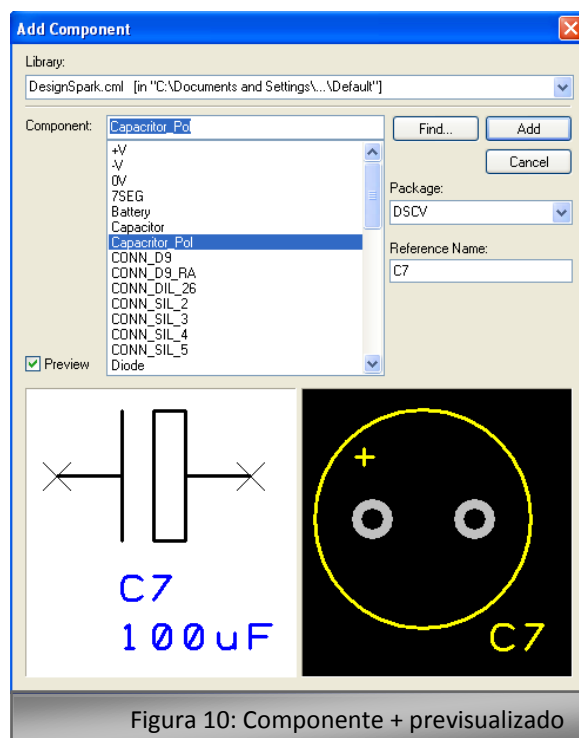 Add Component
Library:
DesignSpark.cml [in "C:\Documents and Settings\...\Default"]
Component: Capacritor_Pol Find... Add
+V
-V Cancel
0V
7SEG Package:
Battery DSCV
Capacitor
Capacritor_Pol Reference Name:
CONN_D9 C7
CONN_D9_RA
CONN_DIL_26
CONN_SIL_2
CONN_SIL_3
CONN_SIL_4
CONN_SIL_5
Preview Diode
+
C7
100uF C7
Figura 10: Componente + previsualizado